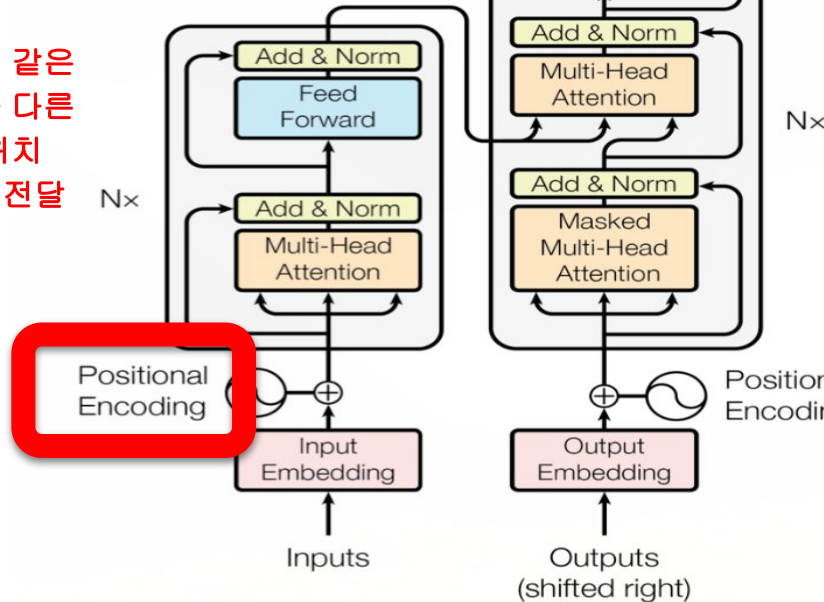 같은
다른
위치
전달
Nx
Add & Norm
Feed
Forward
Add & Norm
Multi-Head
Attention
Positional
Encoding
Input
Embedding
Inputs
Add & Norm
Multi-Head
Attention
Nx
Add & Norm
Masked
Multi-Head
Attention
Output
Embedding
Outputs
(shifted right)